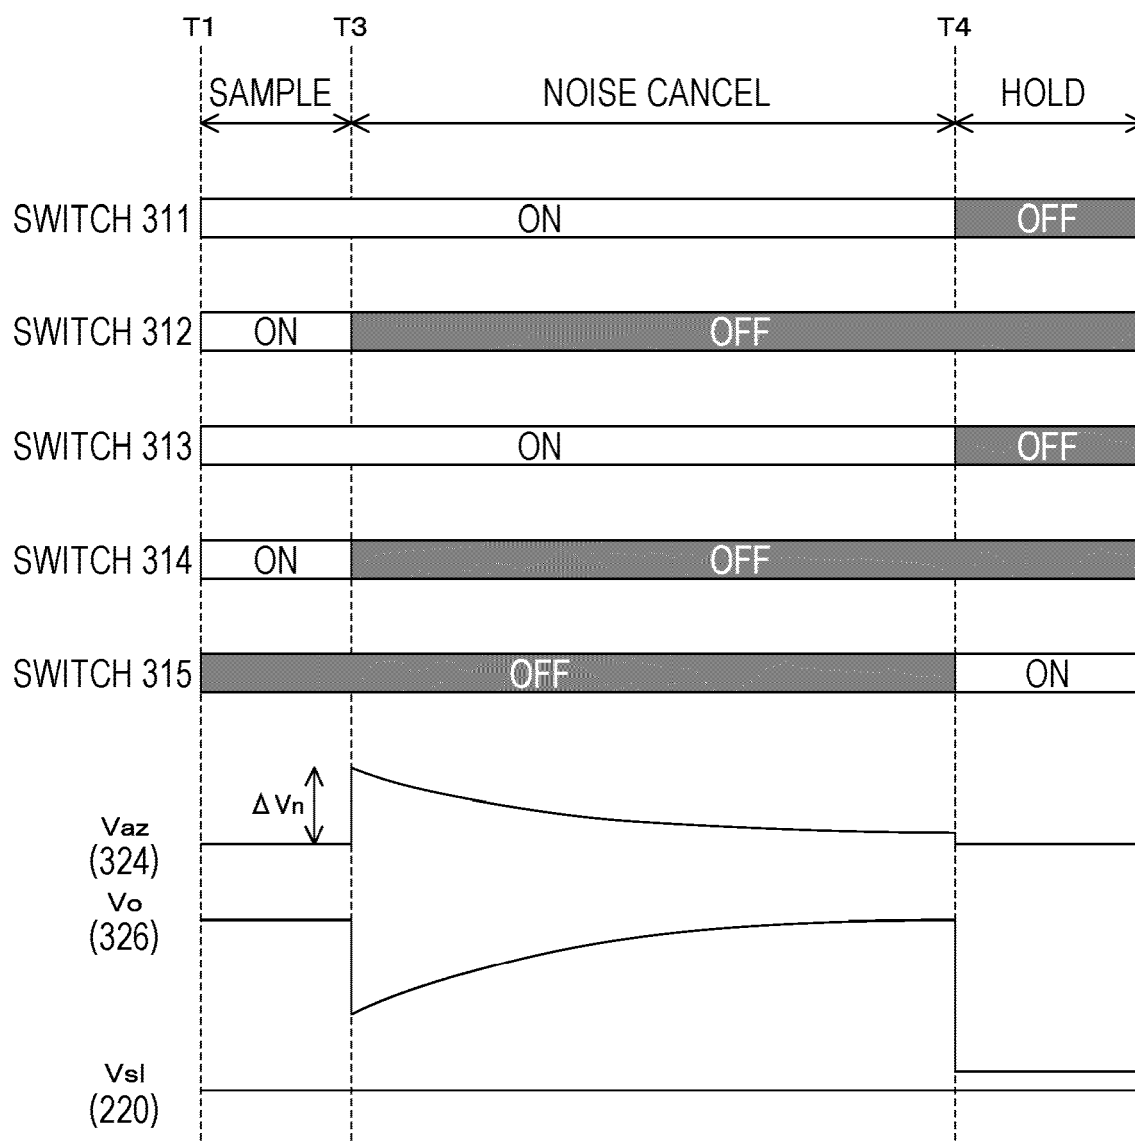 T1 T3 T4
SAMPLE NOISE CANCEL HOLD
SWITCH 311 ON OFF
SWITCH 312 ON OFF
SWITCH 313 ON OFF
SWITCH 314 ON OFF
SWITCH 315 OFF ON
Δ Vn
Vaz
(324)
Vo
(326)
Vsl
(220)